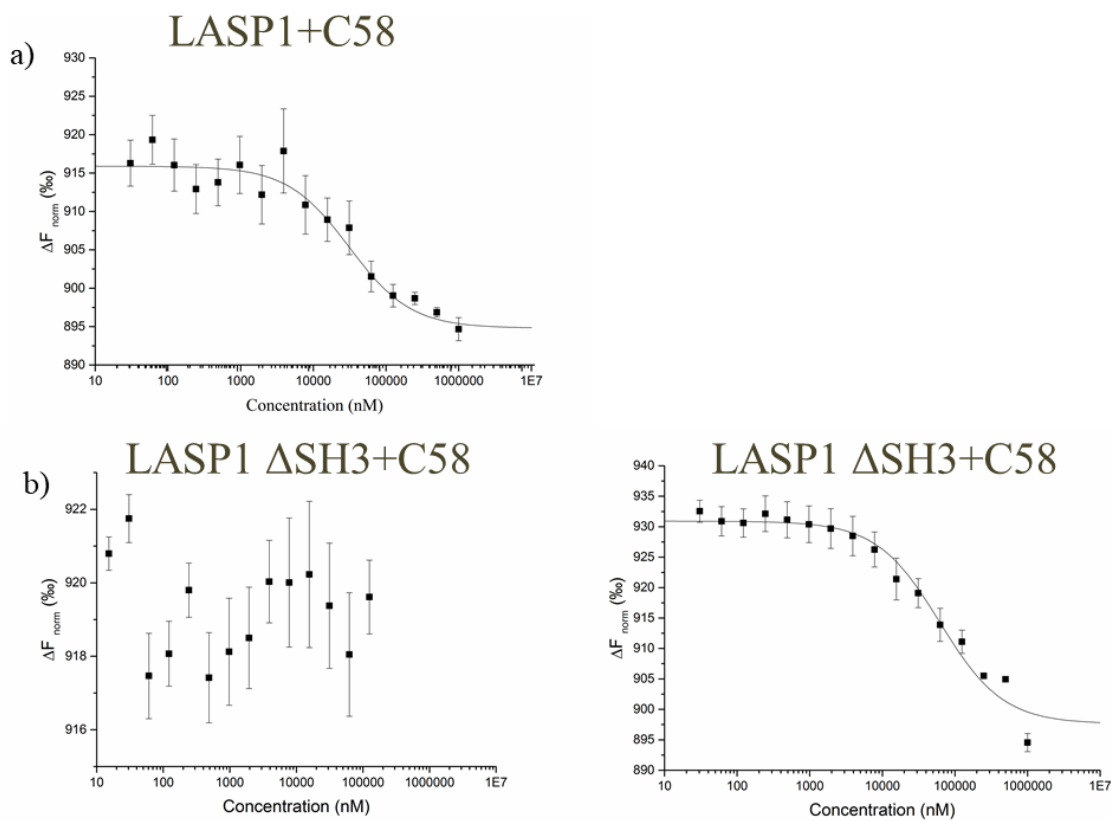 LASP1+C58
a)
930
925
920
915
910
905
900
895
890
ΔF norm (‰)
10 100 1000 10000 100000 1000000 1E7
Concentration (nM)
b)
LASP1 ΔSH3+C58
922
920
918
916
ΔF norm (‰)
10 100 1000 10000 100000 1000000 1E7
Concentration (nM)
LASP1 ΔSH3+C58
940
935
930
925
920
915
910
905
900
895
890
ΔF norm (‰)
10 100 1000 10000 100000 1000000 1E7
Concentration (nM)